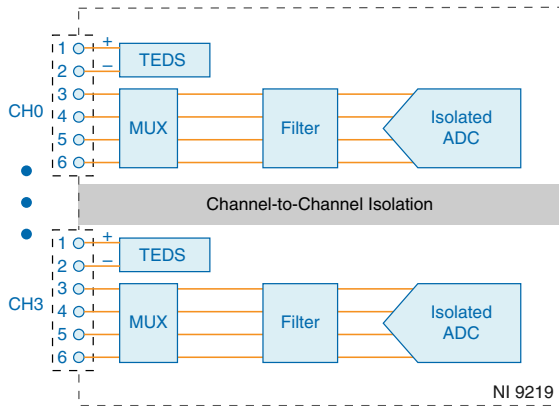 CH0
1 + TEDS
2 −
3
4 MUX Filter Isolated ADC
5
6
Channel-to-Channel Isolation
CH3
1 + TEDS
2 −
3
4 MUX Filter Isolated ADC
5
6
NI 9219